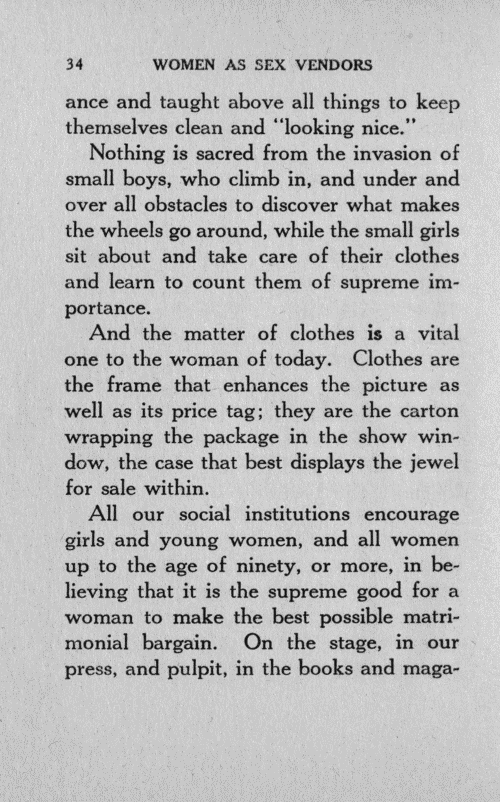 34 WOMEN AS SEX VENDORS
ance and taught above all things to keep
themselves clean and "looking nice."
Nothing is sacred from the invasion of
small boys, who climb in, and under and
over all obstacles to discover what makes
the wheels go around, while the small girls
sit about and take care of their clothes
and learn to count them of supreme im-
portance.
And the matter of clothes is a vital
one to the woman of today. Clothes are
the frame that enhances the picture as
well as its price tag; they are the carton
wrapping the package in the show win-
dow, the case that best displays the jewel
for sale within.
All our social institutions encourage
girls and young women, and all women
up to the age of ninety, or more, in be-
lieving that it is the supreme good for a
woman to make the best possible matri-
monial bargain. On the stage, in our
press, and pulpit, in the books and maga-